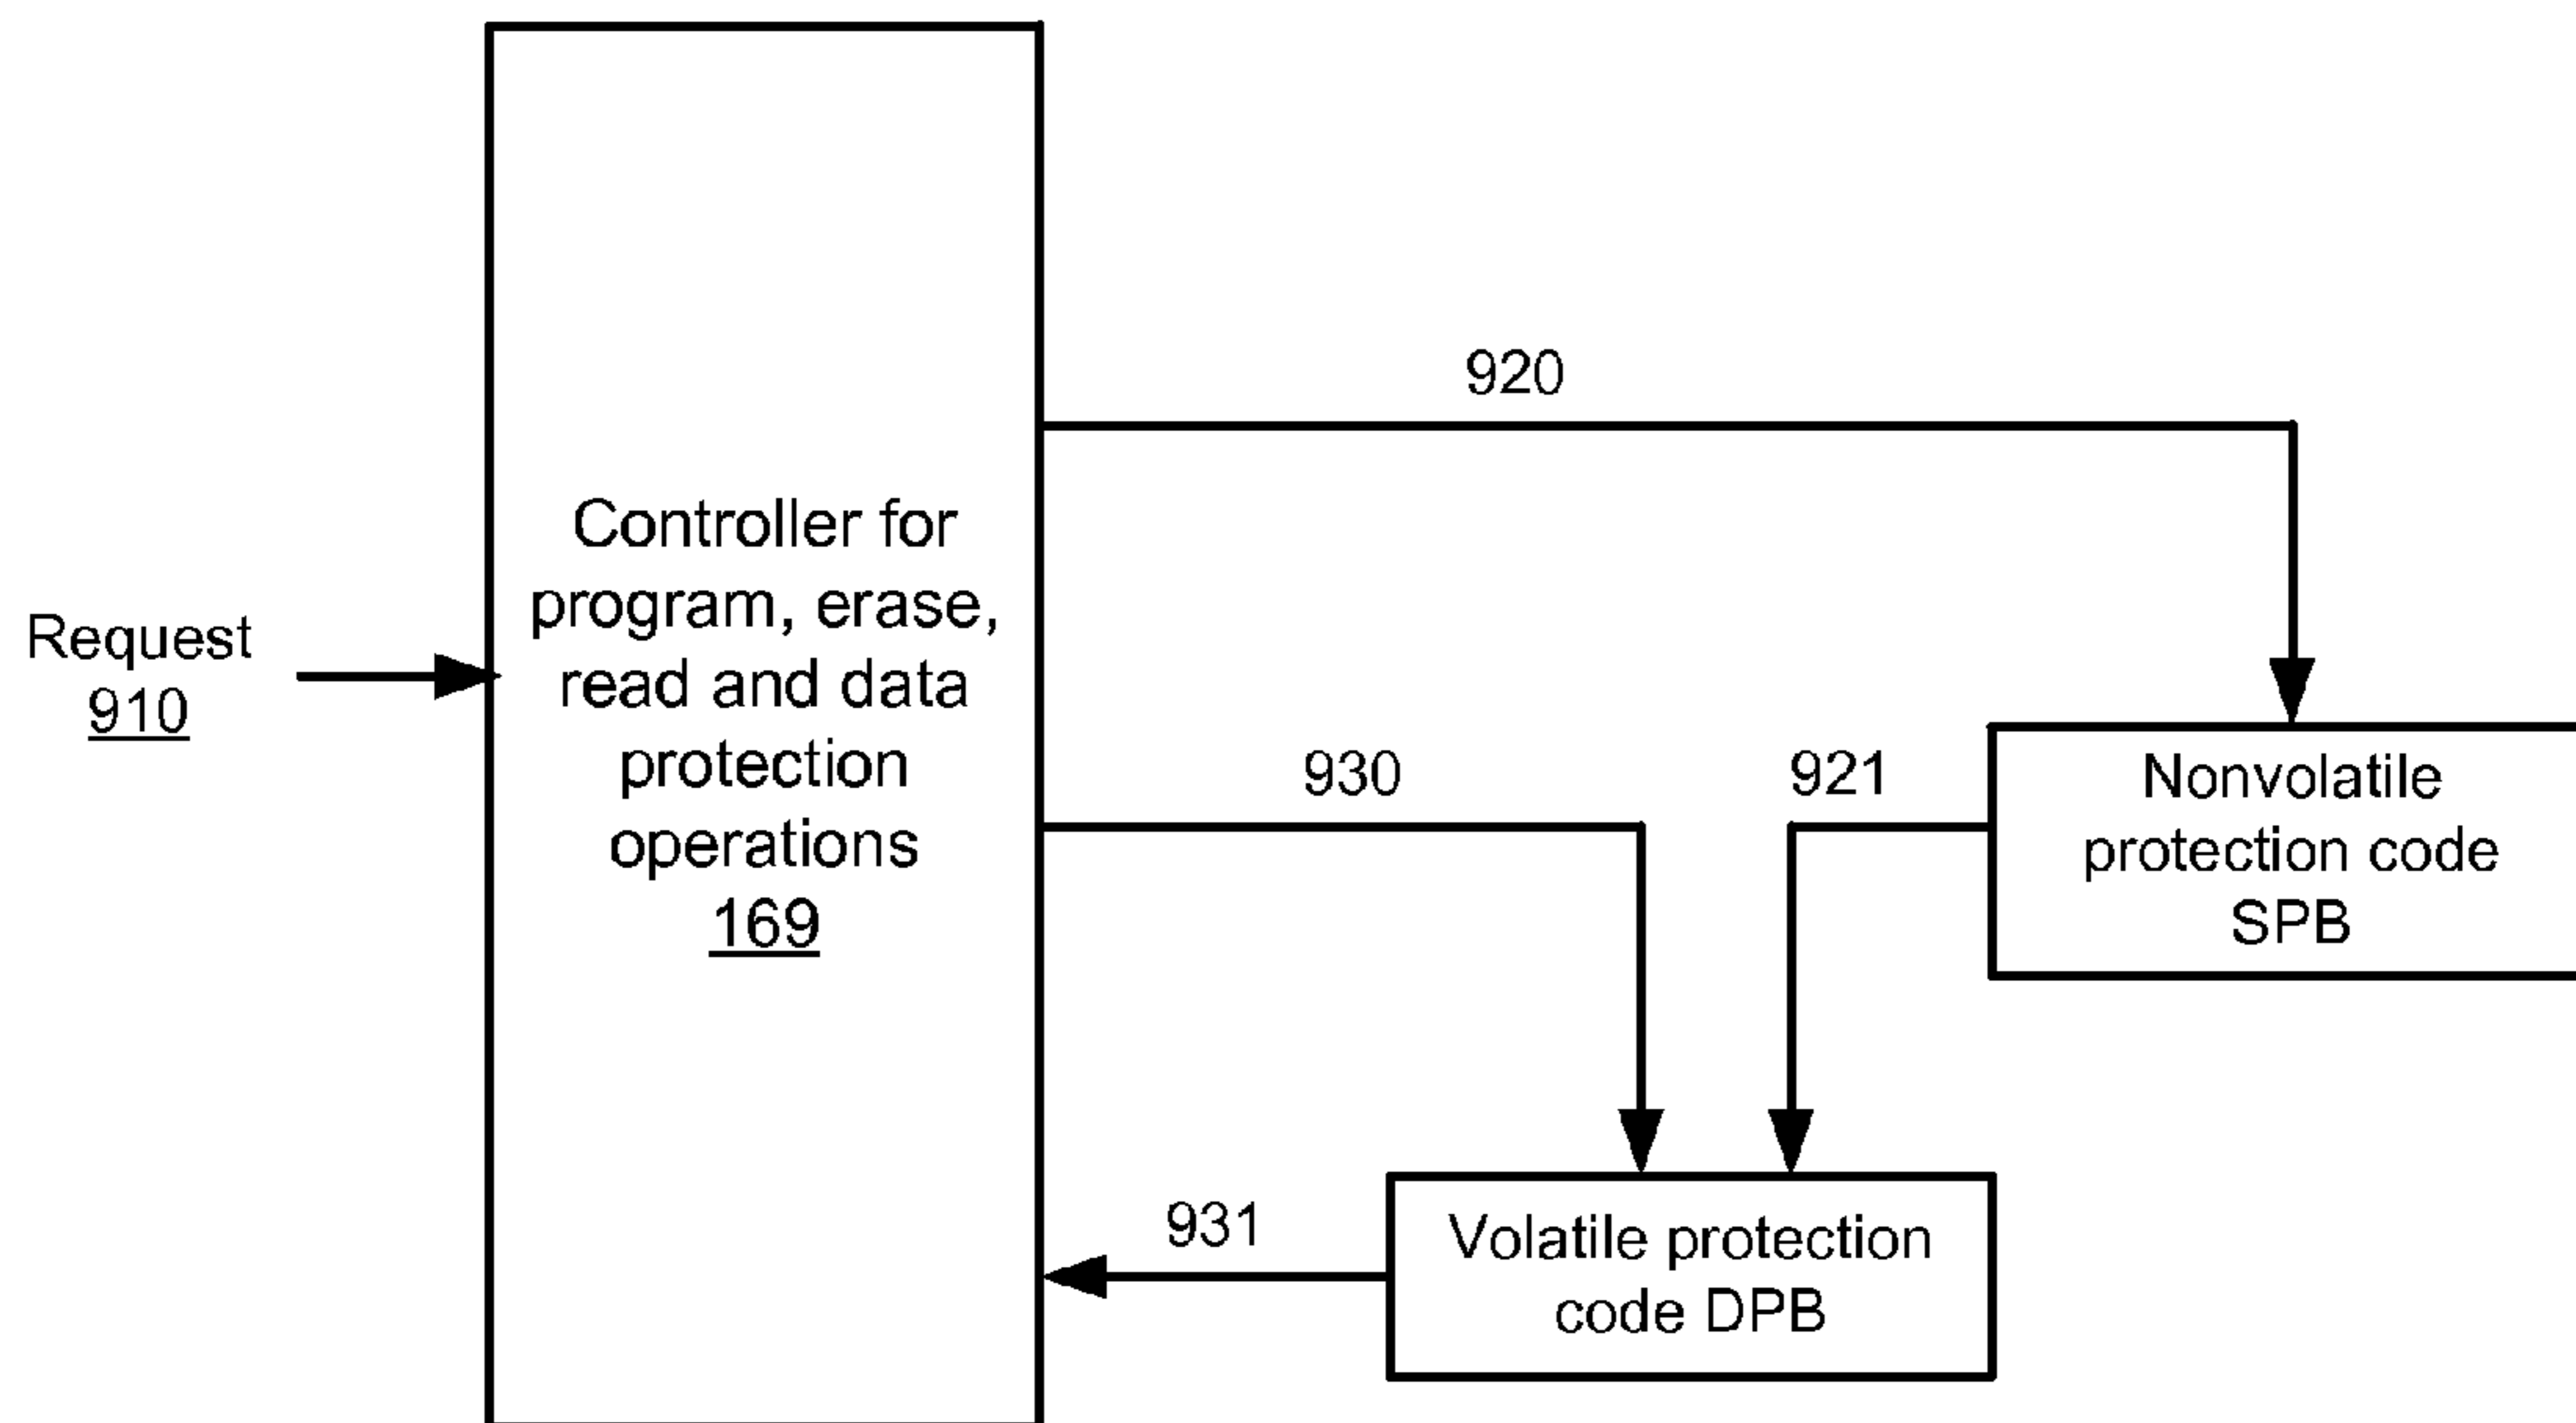 Request
910
Controller for
program, erase,
read and data
protection
operations
169
920
930
921
Nonvolatile
protection code
SPB
931
Volatile protection
code DPB